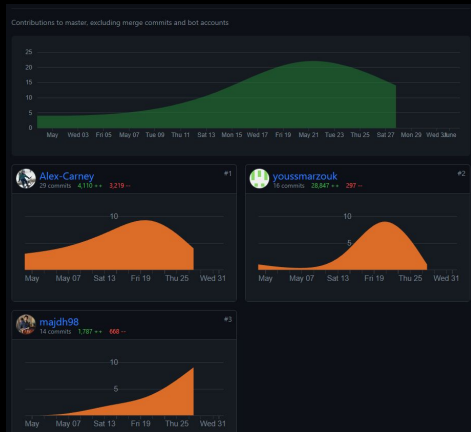 Contributions to master, excluding merge commits and bot accounts
25
20
15
10
5
0
May Wed 03 Fri 05 May 07 Tue 09 Thu 11 Sat 13 Mon 15 Wed 17 Fri 19 May 21 Tue 23 Thu 25 Sat 27 Mon 29 Wed 31 June
Alex-Carney #1
29 commits 4,110 ++ 3,219 --
10
May May 07 Sat 13 Fri 19 Thu 25 Wed 31
youssmarzouk #2
16 commits 28,847 ++ 297 --
10
5
May May 07 Sat 13 Fri 19 Thu 25 Wed 31
majdh98 #3
14 commits 1,787 ++ 668 --
10
5
May May 07 Sat 13 Fri 19 Thu 25 Wed 31